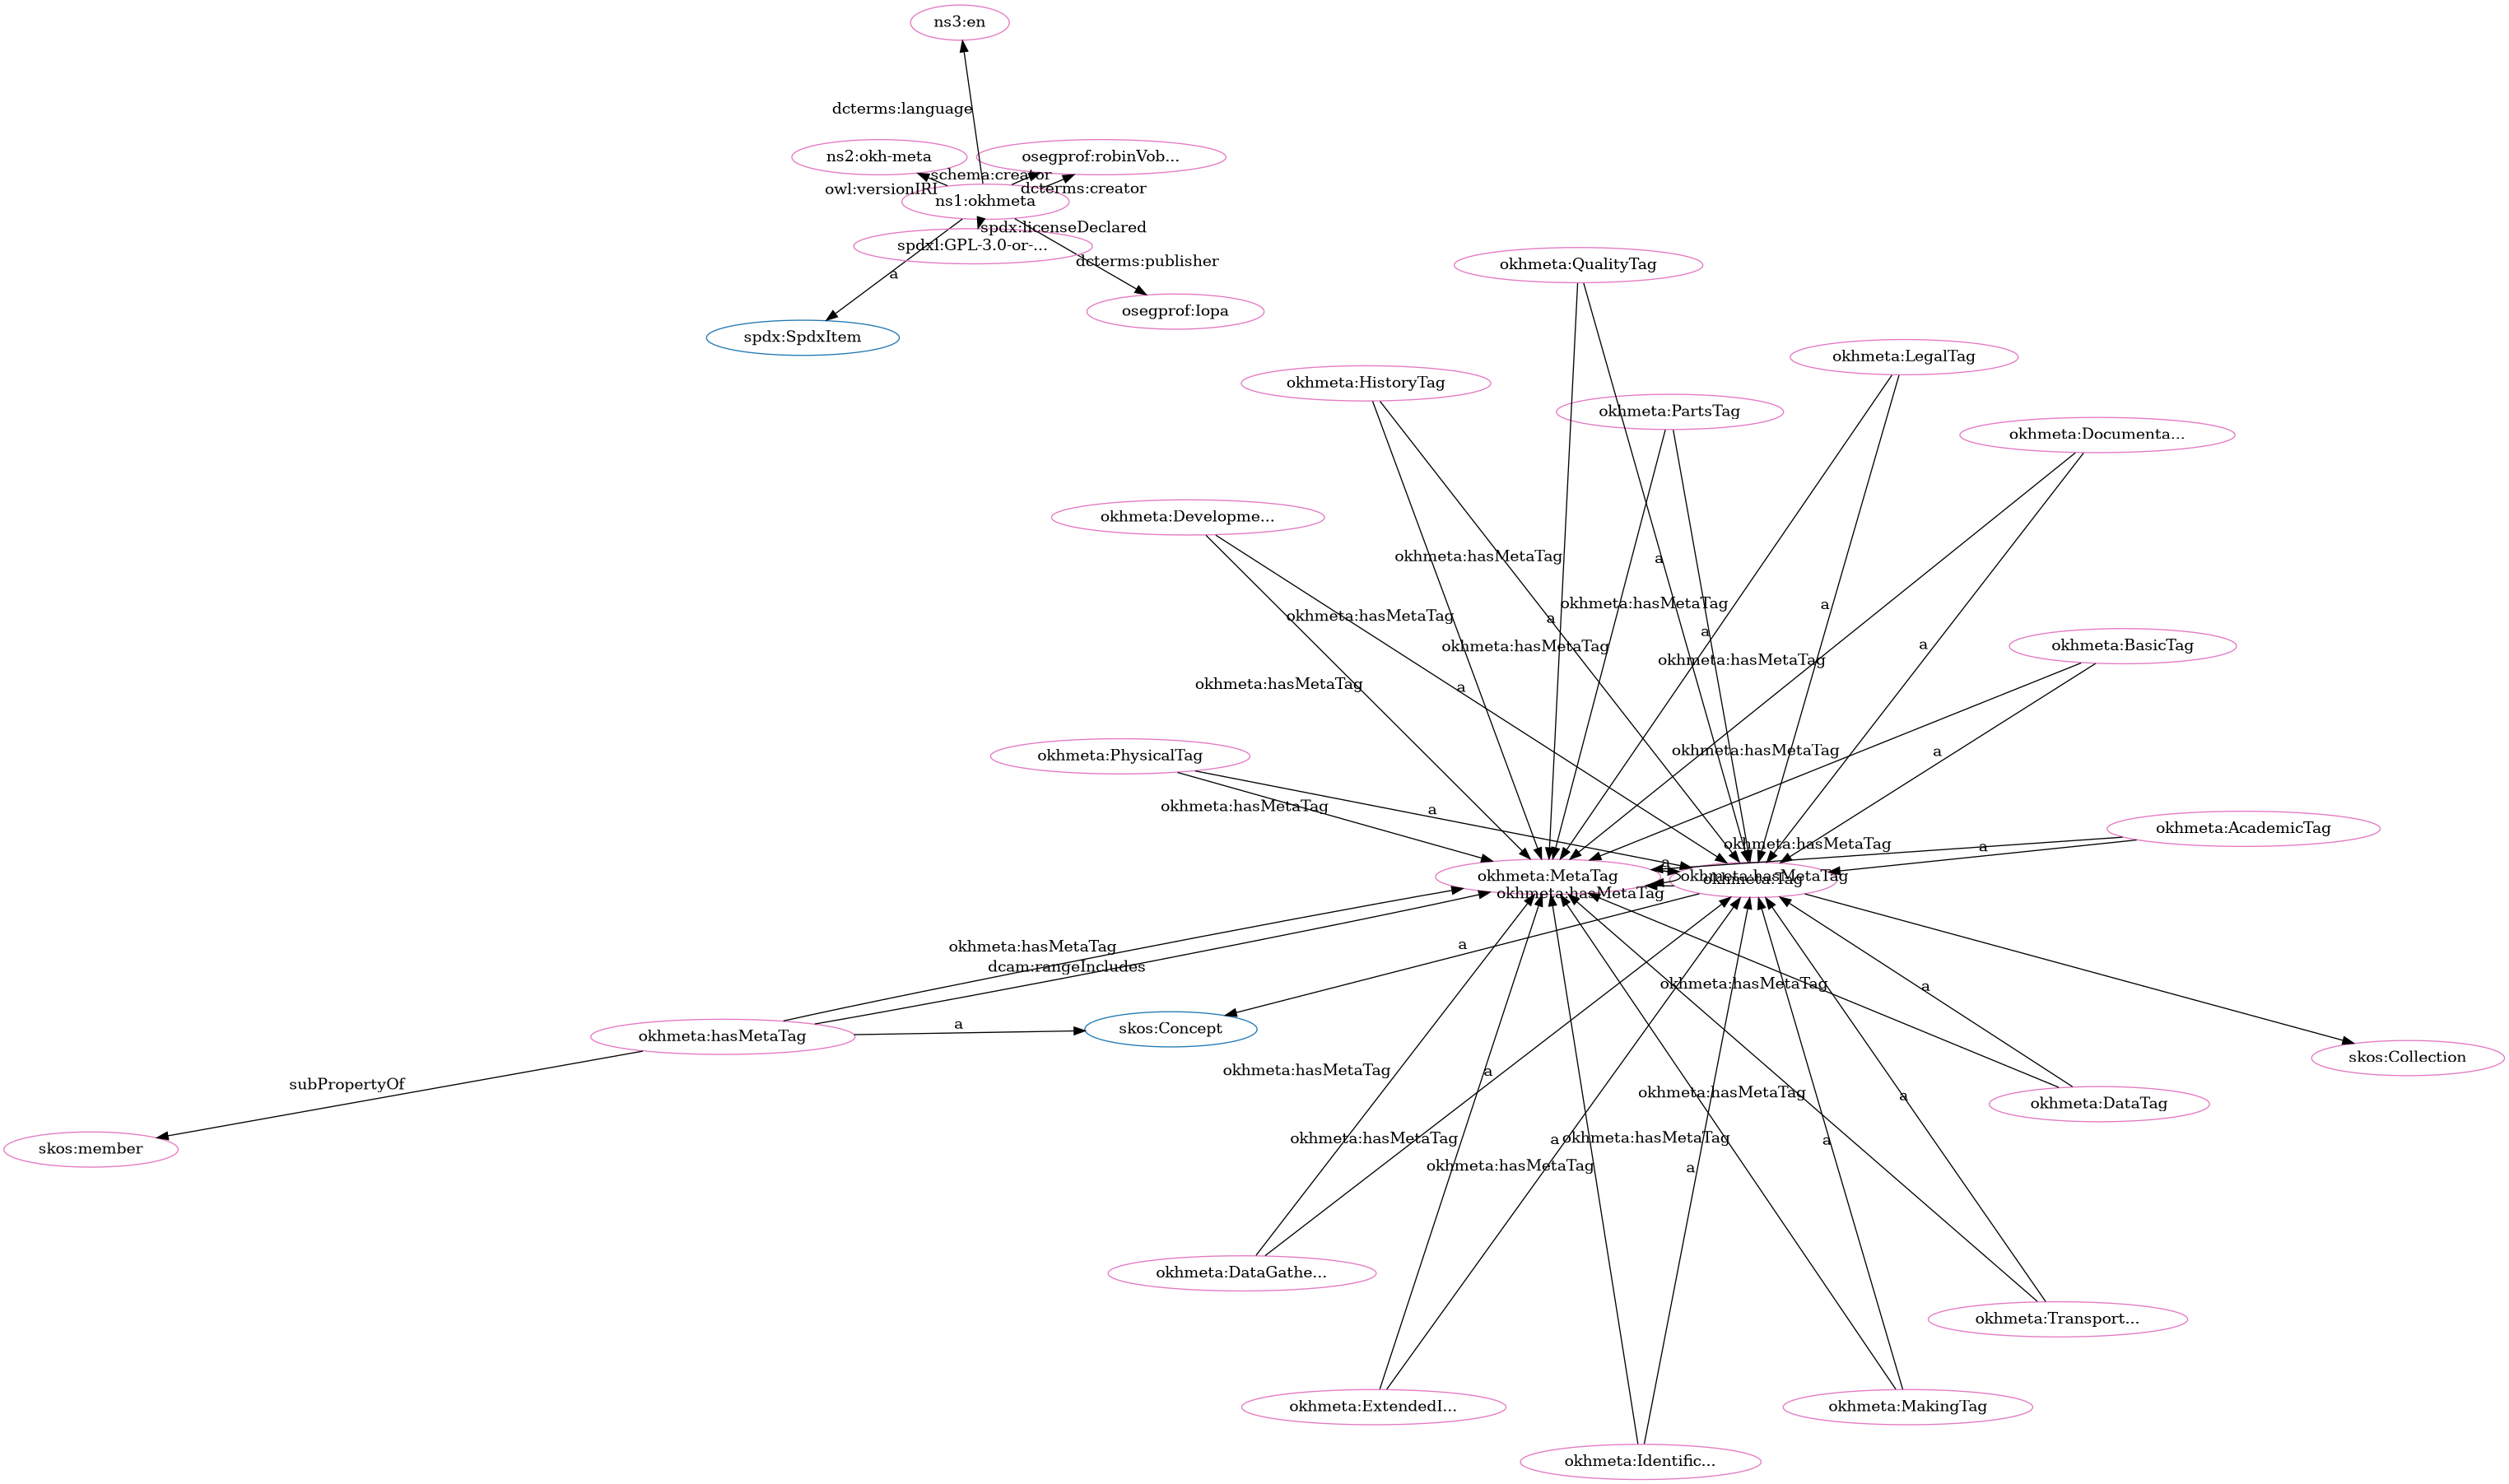 ns3:en
dcterms:language
ns2:okh-meta
osegprof:robinVob...
schema:creator
owl:versionIRI
dcterms:creator
ns1:okhmeta
spdx:licenseDeclared
spdxl:GPL-3.0-or-...
dcterms:publisher
a
osegprof:Iopa
spdx:SpdxItem
okhmeta:QualityTag
okhmeta:LegalTag
okhmeta:HistoryTag
okhmeta:PartsTag
okhmeta:Documenta...
okhmeta:Developme...
okhmeta:hasMetaTag
a
okhmeta:hasMetaTag
a
okhmeta:hasMetaTag
a
a
okhmeta:hasMetaTag
a
okhmeta:BasicTag
okhmeta:hasMetaTag
okhmeta:hasMetaTag
a
okhmeta:hasMetaTag
a
okhmeta:PhysicalTag
okhmeta:hasMetaTag
a
okhmeta:AcademicTag
okhmeta:hasMetaTag
a
a
okhmeta:MetaTag
okhmeta:hasMetaTag
okhmeta:Tag
okhmeta:hasMetaTag
okhmeta:hasMetaTag
a
dcam:rangeIncludes
okhmeta:hasMetaTag
a
a
okhmeta:hasMetaTag
skos:Concept
skos:Collection
okhmeta:hasMetaTag
a
subPropertyOf
okhmeta:hasMetaTag
a
okhmeta:DataTag
skos:member
okhmeta:hasMetaTag
a
okhmeta:hasMetaTag
a
okhmeta:hasMetaTag
a
okhmeta:DataGathe...
okhmeta:Transport...
okhmeta:ExtendedI...
okhmeta:MakingTag
okhmeta:Identific...